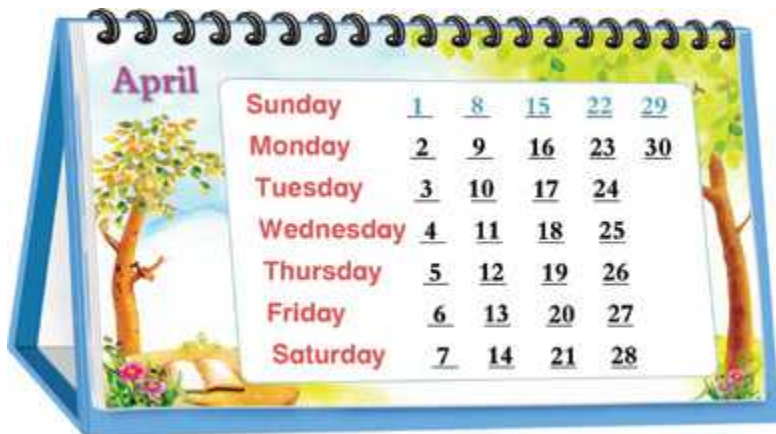 April
Sunday 1 8 15 22 29
Monday 2 9 16 23 30
Tuesday 3 10 17 24
Wednesday 4 11 18 25
Thursday 5 12 19 26
Friday 6 13 20 27
Saturday 7 14 21 28